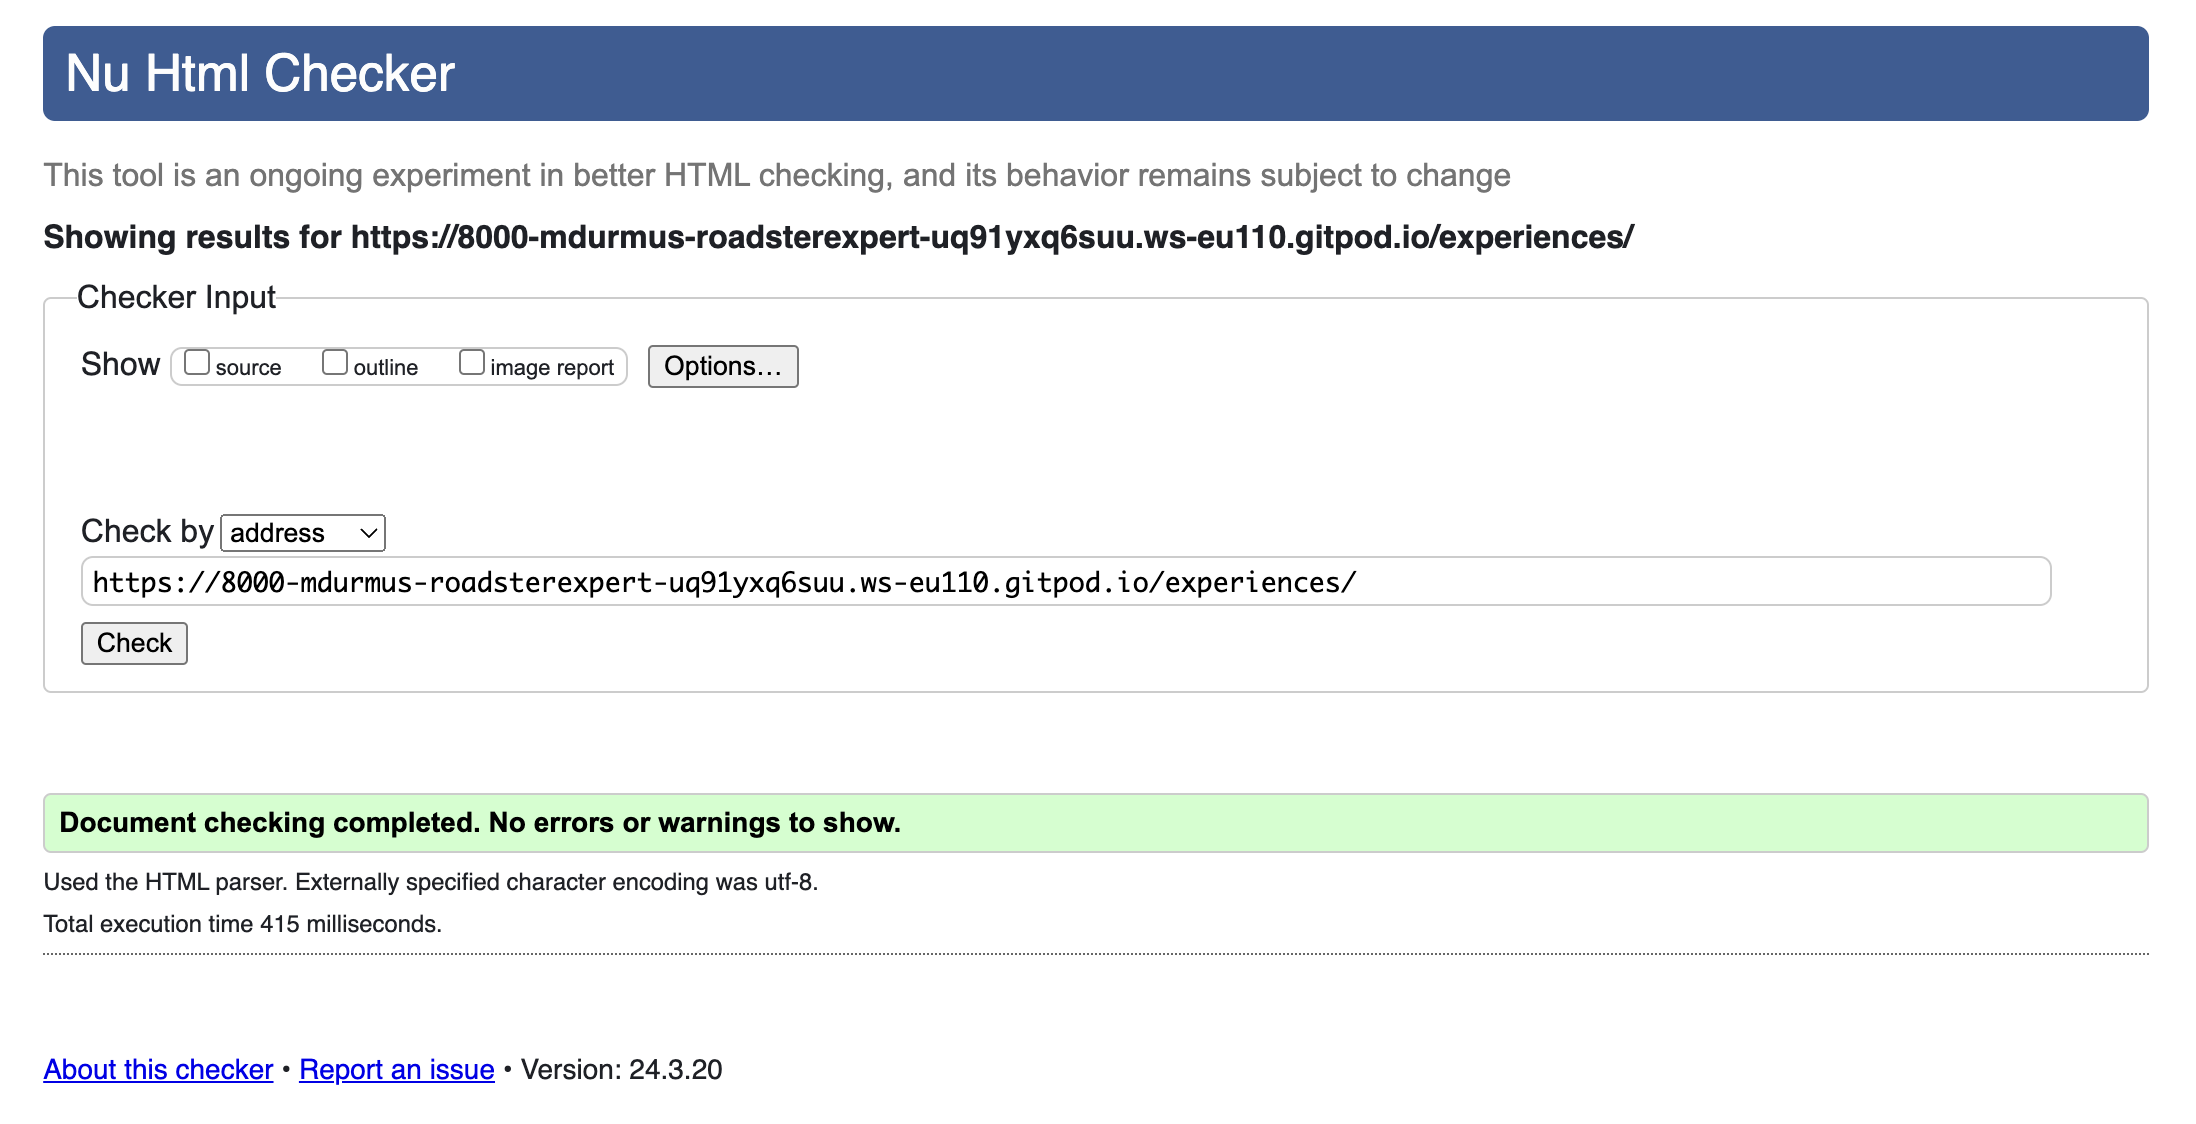 Nu Html Checker
This tool is an ongoing experiment in better HTML checking, and its behavior remains subject to change
Showing results for https://8000-mdurmus-roadsterexpert-uq91yxq6suu.ws-eu110.gitpod.io/experiences/
Checker Input
Show source outline image report Options...
Check by address
https://8000-mdurmus-roadsterexpert-uq91yxq6suu.ws-eu110.gitpod.io/experiences/
Check
Document checking completed. No errors or warnings to show.
Used the HTML parser. Externally specified character encoding was utf-8.
Total execution time 415 milliseconds.
About this checker • Report an issue • Version: 24.3.20